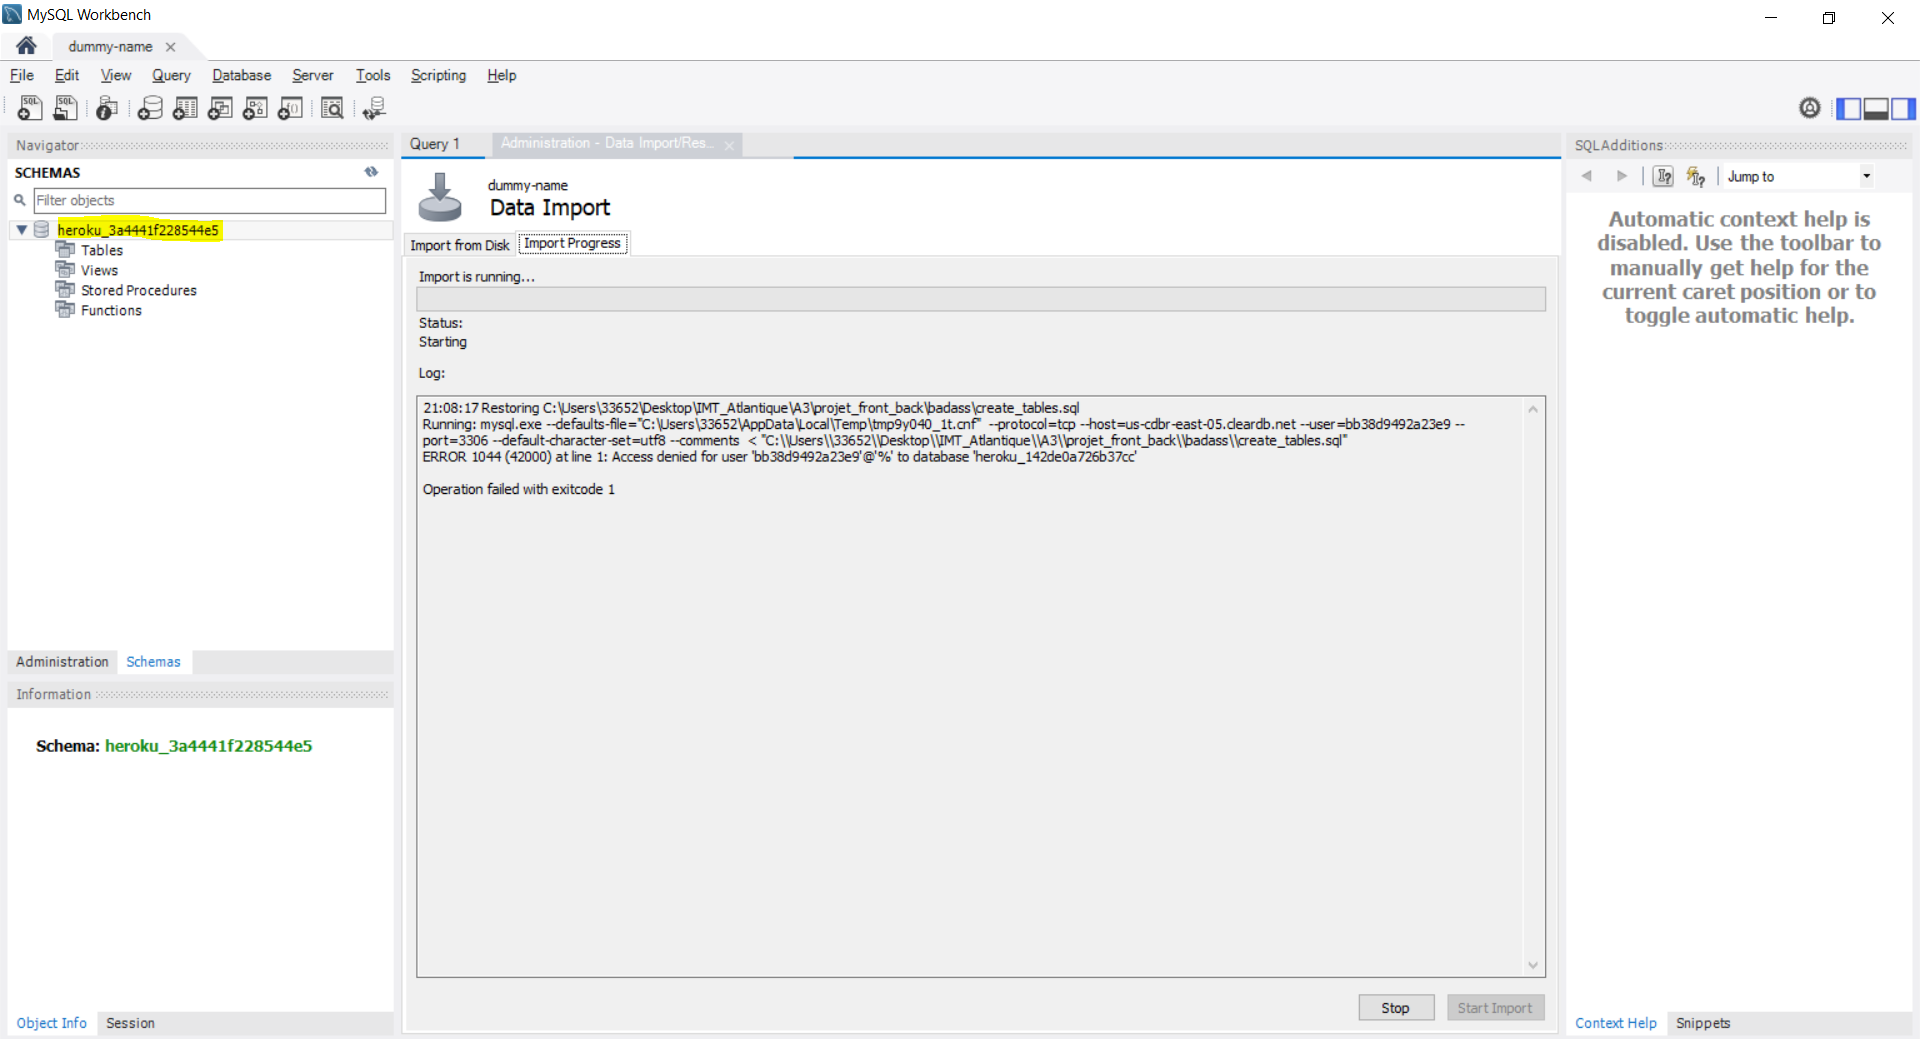 MySQL Workbench
dummy-name
File Edit View Query Database Server Tools Scripting Help
Navigator
SCHEMAS
Filter objects
heroku_3a4441f228544e5
Tables
Views
Stored Procedures
Functions
Administration Schemas
Information
Schema: heroku_3a4441f228544e5
Object Info Session
Query 1 Administration - Data Import/Res...
dummy-name
Data Import
Import from Disk Import Progress
Import is running...
Status:
Starting
Log:
21:08:17 Restoring C:\Users\33652\Desktop\IMT_Atlantique\A3\projet_front_back\badass\create_tables.sql
Running: mysql.exe --defaults-file="C:\Users\33652\AppData\Local\Temp\tmp9y040_1t.cnf" --protocol=tcp --host=us-cdbr-east-05.cleardb.net --user=bb38d9492a23e9 --
port=3306 --default-character-set=utf8 --comments < "C:\\Users\\33652\\Desktop\\IMT_Atlantique\\A3\\projet_front_back\\badass\\create_tables.sql"
ERROR 1044 (42000) at line 1: Access denied for user 'bb38d9492a23e9'@'%' to database 'heroku_142de0a726b37cc'
Operation failed with exitcode 1
Stop Start Import
SQLAdditions
Jump to
Automatic context help is
disabled. Use the toolbar to
manually get help for the
current caret position or to
toggle automatic help.
Context Help Snippets